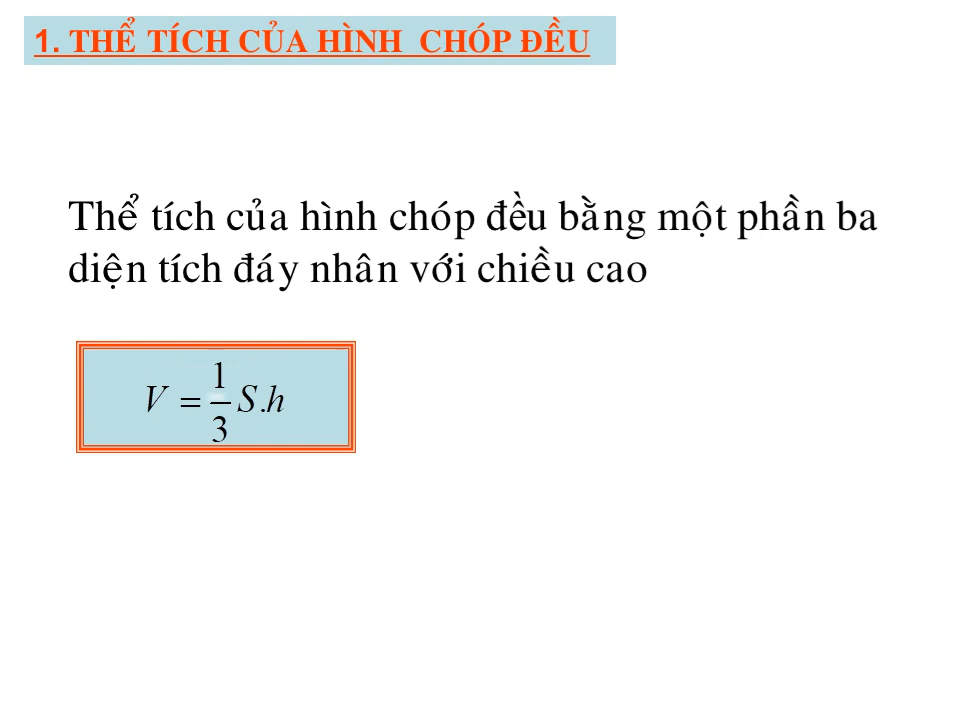 1. THỂ TÍCH CỦA HÌNH CHÓP ĐỀU
Thể tích của hình chóp đều bằng một phần ba
diện tích đáy nhân với chiều cao
V = 1/3 S.h